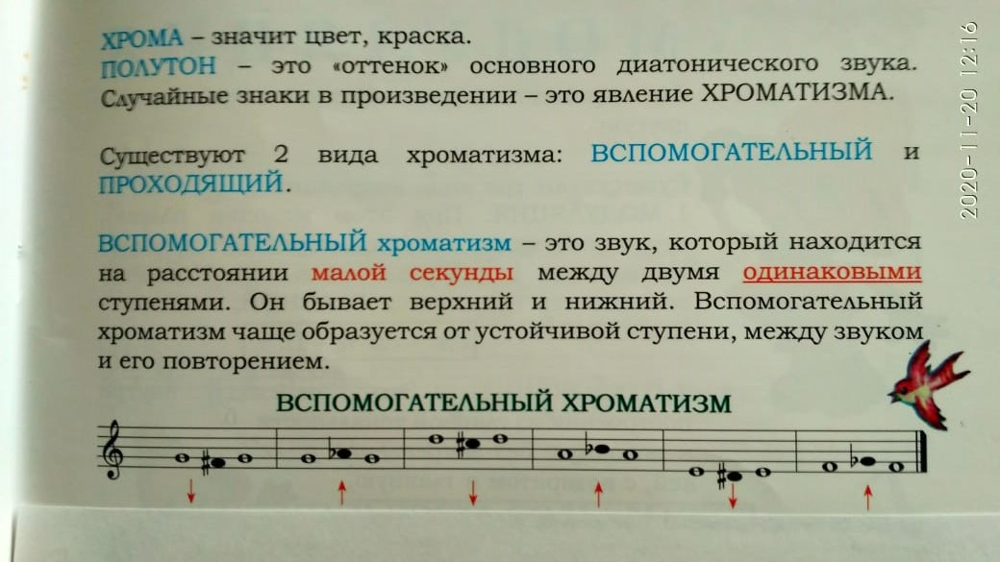 ХРОМА – значит цвет, краска.
ПОЛУТОН – это «оттенок» основного диатонического звука.
Случайные знаки в произведении – это явление ХРОМАТИЗМА.
Существуют 2 вида хроматизма: ВСПОМОГАТЕЛЬНЫЙ и
ПРОХОДЯЩИЙ.
ВСПОМОГАТЕЛЬНЫЙ хроматизм – это звук, который находится
на расстоянии малой секунды между двумя одинаковыми
ступенями. Он бывает верхний и нижний. Вспомогательный
хроматизм чаще образуется от устойчивой ступени, между звуком
и его повторением.
ВСПОМОГАТЕЛЬНЫЙ ХРОМАТИЗМ
2020-11-20 12:16